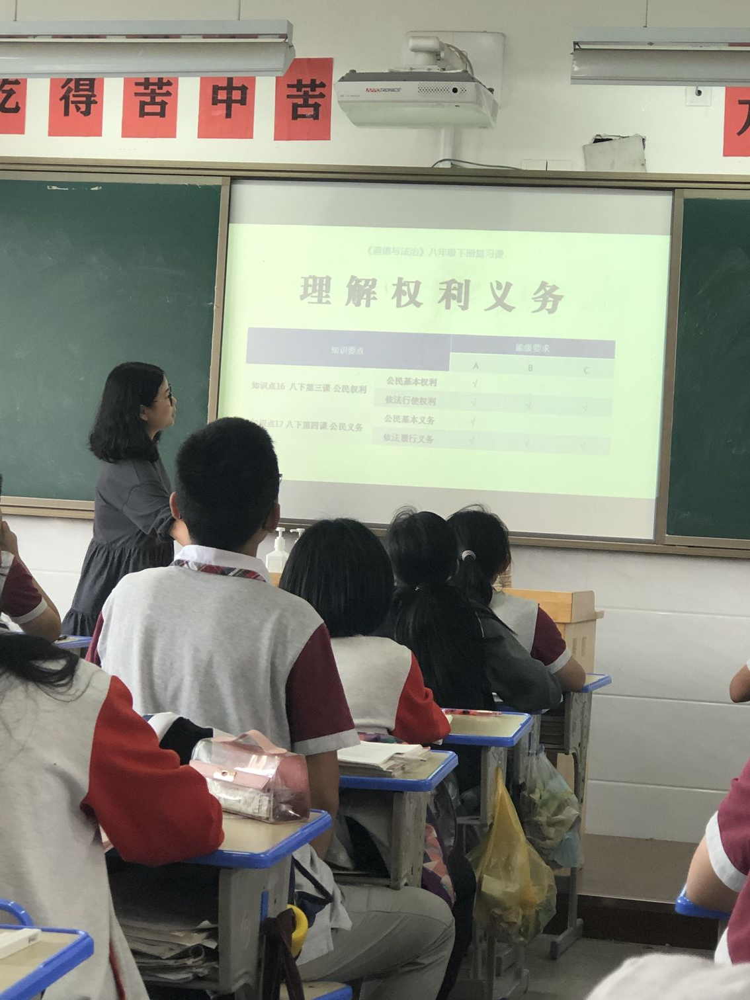 吃得苦中苦
APPOTRONICS
《道德与法治》八年级下册复习课
理解权利义务
知识要点 能级要求
A B C
知识点16 八下第三课 公民权利 公民基本权利 √
依法行使权利 √ √ √
知识点17 八下第四课 公民义务 公民基本义务 √
依法履行义务 √ √ √